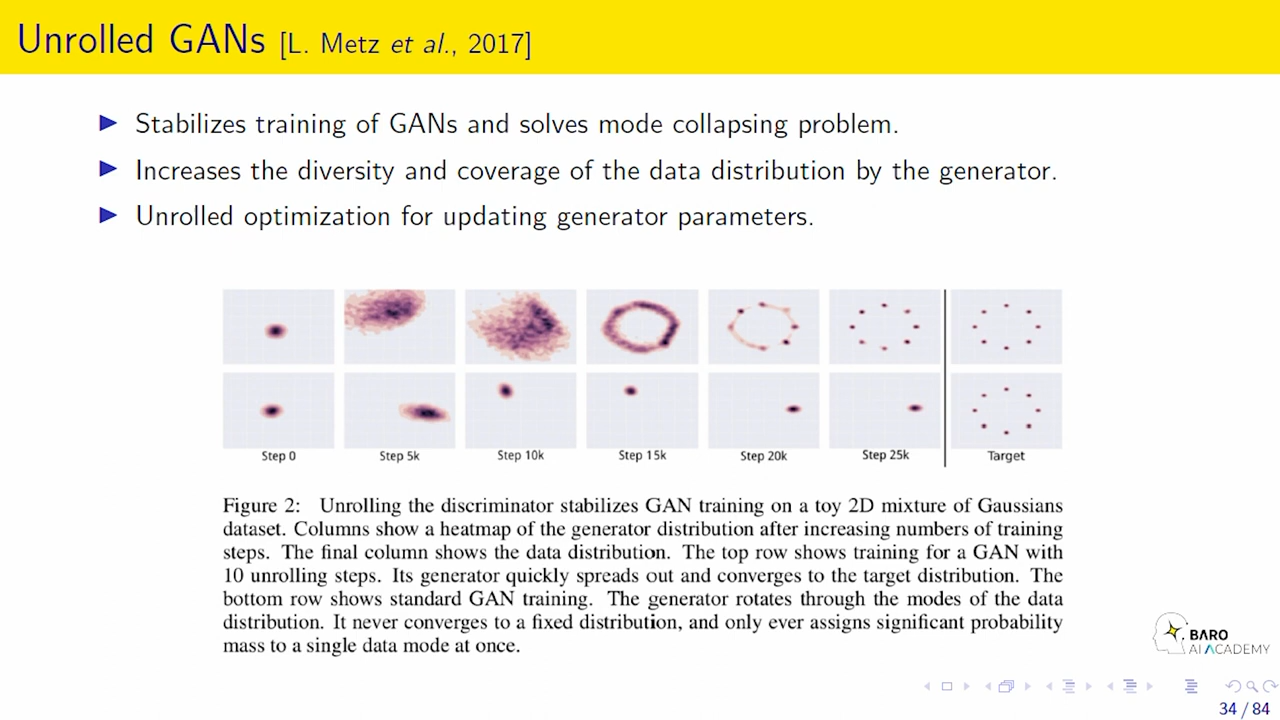 Unrolled GANs [L. Metz et al., 2017]
Stabilizes training of GANs and solves mode collapsing problem.
Increases the diversity and coverage of the data distribution by the generator.
Unrolled optimization for updating generator parameters.
Step 0 Step 5k Step 10k Step 15k Step 20k Step 25k Target
Figure 2: Unrolling the discriminator stabilizes GAN training on a toy 2D mixture of Gaussians
dataset. Columns show a heatmap of the generator distribution after increasing numbers of training
steps. The final column shows the data distribution. The top row shows training for a GAN with
10 unrolling steps. Its generator quickly spreads out and converges to the target distribution. The
bottom row shows standard GAN training. The generator rotates through the modes of the data
distribution. It never converges to a fixed distribution, and only ever assigns significant probability
mass to a single data mode at once.
BARO
AI ACADEMY
34 / 84